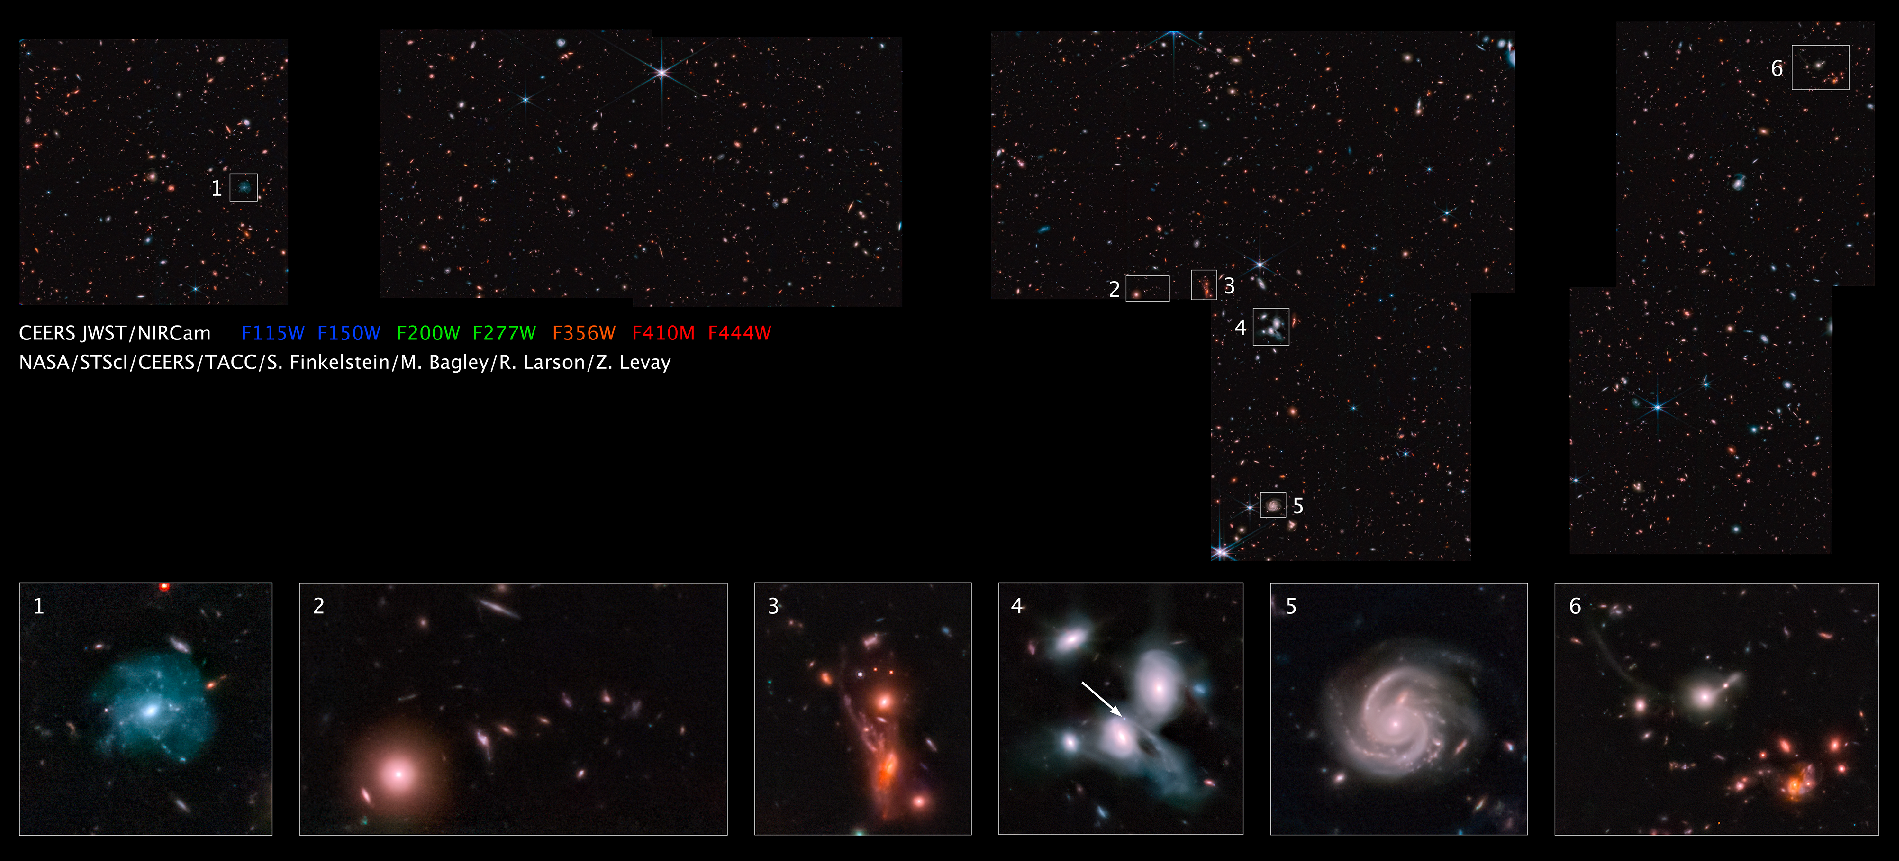 1
6
2
3
CEERS JWST/NIRCam F115W F150W F200W F277W F356W F410M F444W
4
NASA/STScI/CEERS/TACC/S. Finkelstein/M. Bagley/R. Larson/Z. Levay
5
1 2 3 4 5 6